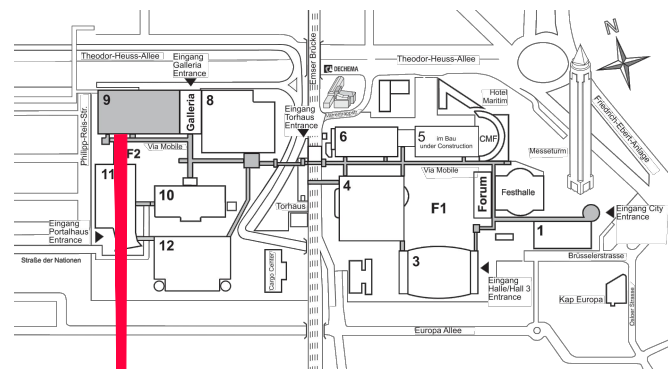 Theodor-Heuss-Allee
Eingang
Galleria
Entrance
Emser Brücke
DECHEMA
Theodor-Heuss-Allee
N
Friedrich-Ebert-Anlage
Philipp-Reis-Str.
9
Galleria
8
Eingang
Torhaus
Entrance
Hotel
Maritim
6
5
im Bau
under Construction
CMF
Messeturm
F2
Via Mobile
11
10
4
Via Mobile
F1
Forum
Festhalle
Torhaus
Eingang City
Entrance
Eingang
Portalhaus
Entrance
12
3
1
Straße der Nationen
Cargo Center
Brüsselerstrasse
Eingang
Halle/Hall 3
Entrance
Kap Europa
Osloer Strasse
Europa Allee